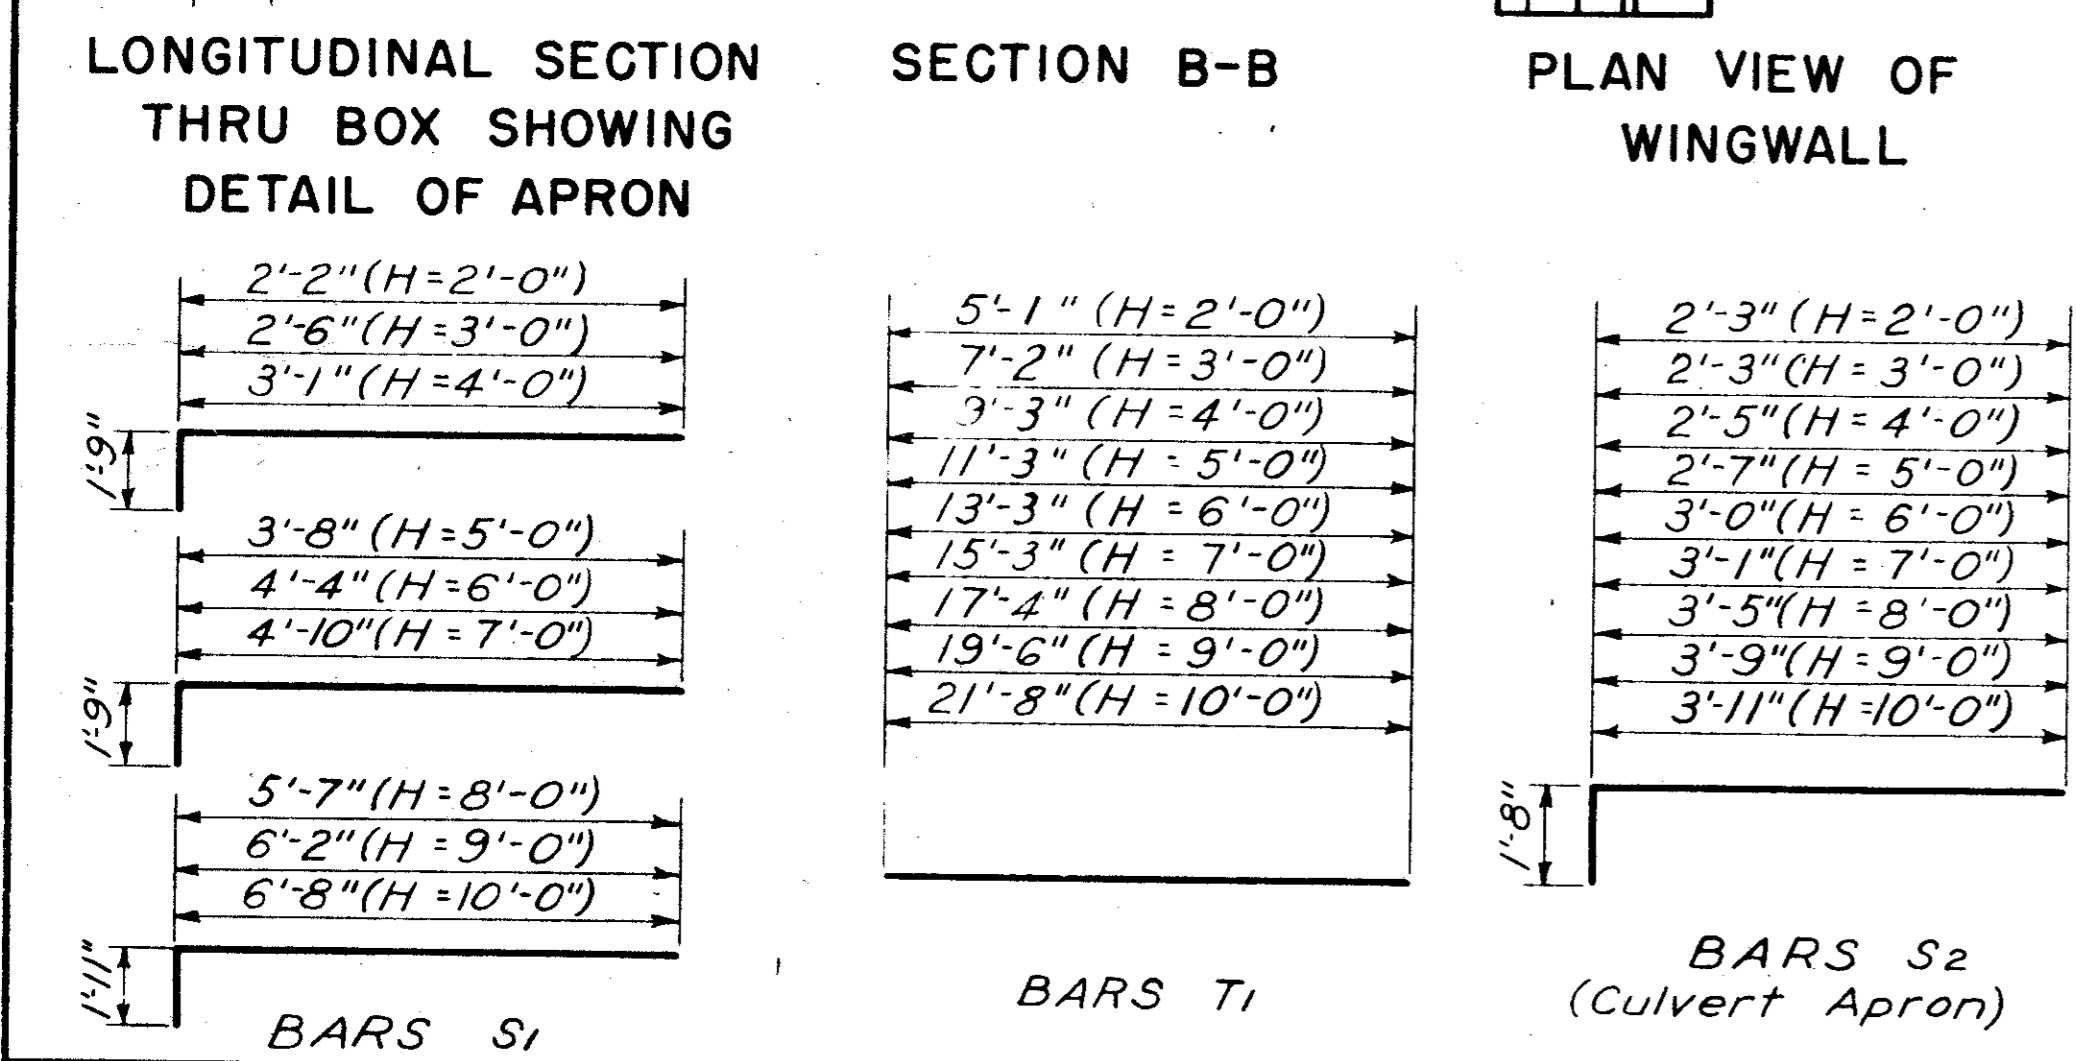 LONGITUDINAL SECTION
THRU BOX SHOWING
DETAIL OF APRON
SECTION B-B
PLAN VIEW OF
WINGWALL
2'-2" (H=2'-0")
2'-6" (H=3'-0")
3'-1" (H=4'-0")
1'-9"
3'-8" (H=5'-0")
4'-4" (H=6'-0")
4'-10" (H=7'-0")
1'-9"
5'-7" (H=8'-0")
6'-2" (H=9'-0")
6'-8" (H=10'-0")
1'-11"
BARS S1
5'-1" (H=2'-0")
7'-2" (H=3'-0")
9'-3" (H=4'-0")
11'-3" (H=5'-0")
13'-3" (H=6'-0")
15'-3" (H=7'-0")
17'-4" (H=8'-0")
19'-6" (H=9'-0")
21'-8" (H=10'-0")
BARS T1
2'-3" (H=2'-0")
2'-3" (H=3'-0")
2'-5" (H=4'-0")
2'-7" (H=5'-0")
3'-0" (H=6'-0")
3'-1" (H=7'-0")
3'-5" (H=8'-0")
3'-9" (H=9'-0")
3'-11" (H=10'-0")
1'-8"
BARS S2
(Culvert Apron)